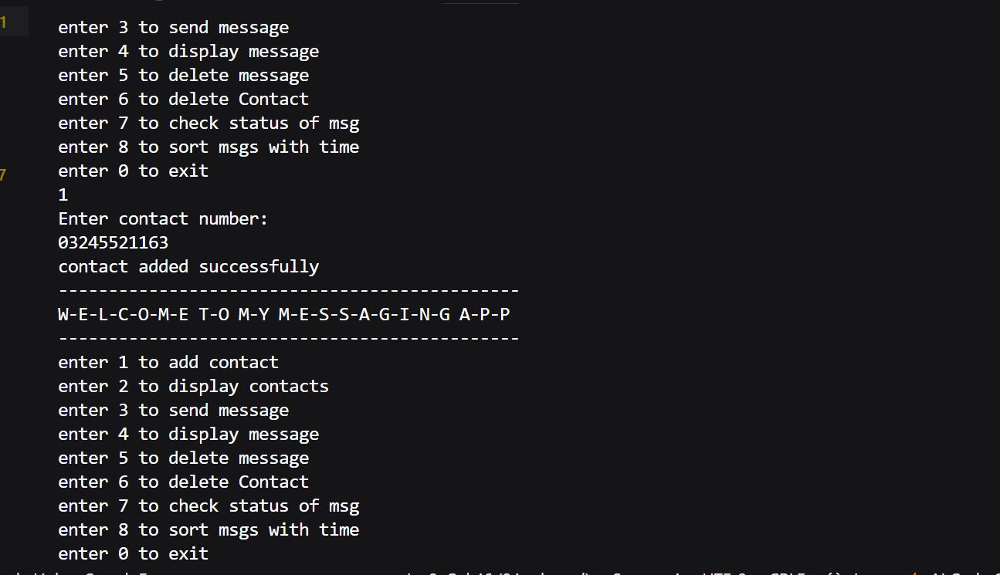 1
enter 3 to send message
enter 4 to display message
enter 5 to delete message
enter 6 to delete Contact
enter 7 to check status of msg
enter 8 to sort msgs with time
7
enter 0 to exit
1
Enter contact number:
03245521163
contact added successfully
----------------------------------------------
W-E-L-C-O-M-E T-O M-Y M-E-S-S-A-G-I-N-G A-P-P
----------------------------------------------
enter 1 to add contact
enter 2 to display contacts
enter 3 to send message
enter 4 to display message
enter 5 to delete message
enter 6 to delete Contact
enter 7 to check status of msg
enter 8 to sort msgs with time
enter 0 to exit